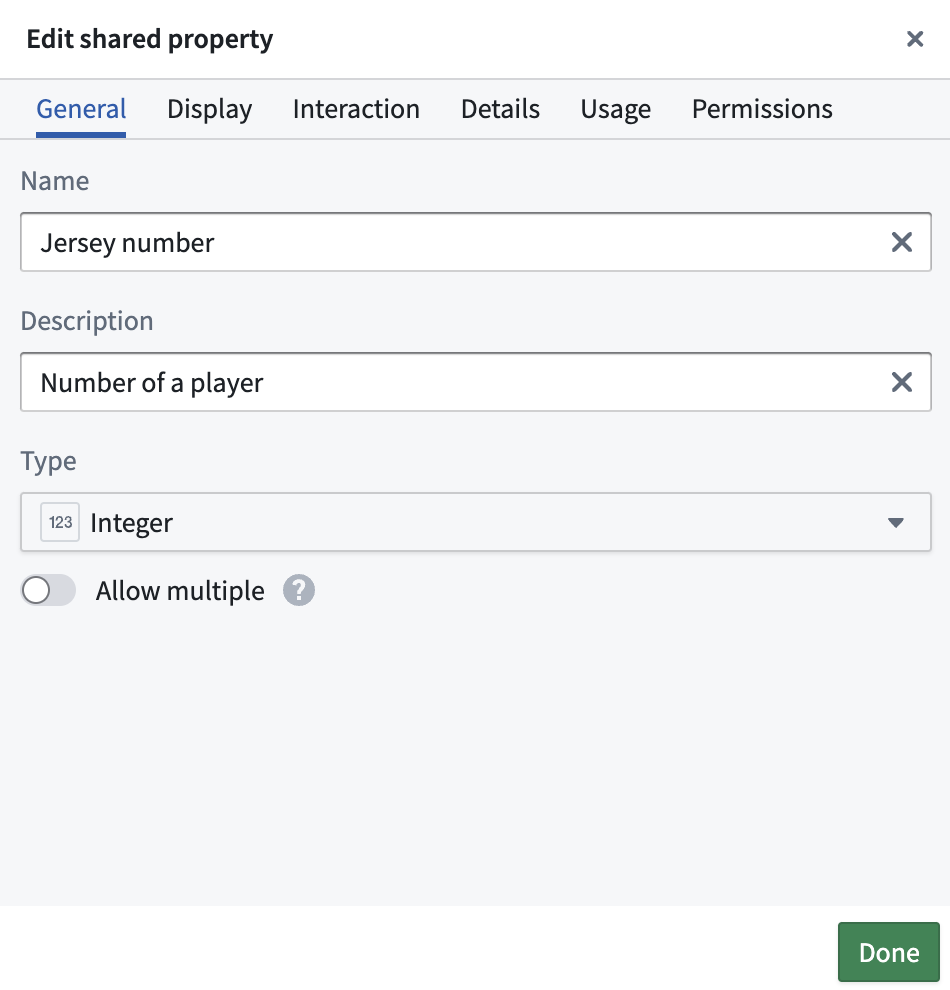 Edit shared property
General Display Interaction Details Usage Permissions
Name
Jersey number
Description
Number of a player
Type
123 Integer
Allow multiple ?
Done